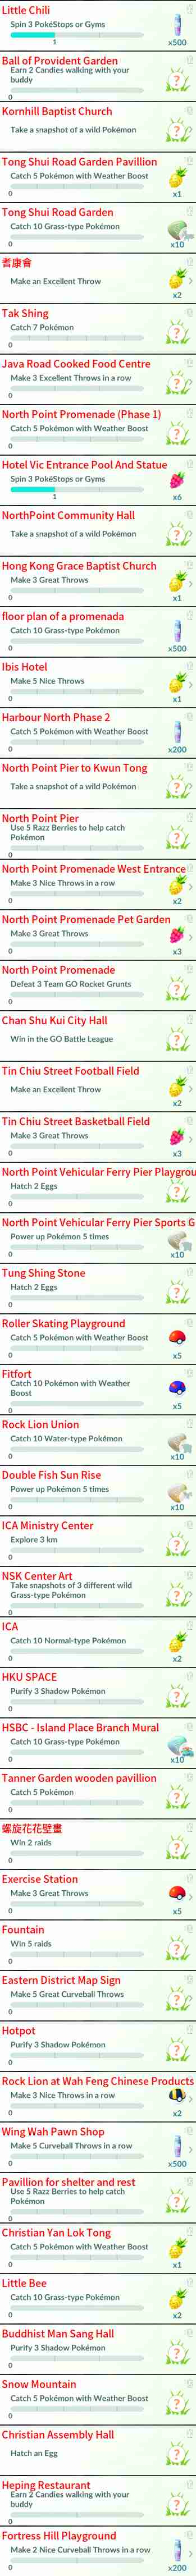 Little Chili
Spin 3 PokéStops or Gyms
1
x500
Ball of Provident Garden
Earn 2 Candies walking with your
buddy
0
Kornhill Baptist Church
Take a snapshot of a wild Pokémon
Tong Shui Road Garden Pavillion
Catch 5 Pokémon with Weather Boost
0
x1
Tong Shui Road Garden
Catch 10 Grass-type Pokémon
0
x10
耆康會
Make an Excellent Throw
x2
Tak Shing
Catch 7 Pokémon
0
Java Road Cooked Food Centre
Make 3 Excellent Throws in a row
0
North Point Promenade (Phase 1)
Catch 5 Pokémon with Weather Boost
0
Hotel Vic Entrance Pool And Statue
Spin 3 PokéStops or Gyms
1
x6
NorthPoint Community Hall
Take a snapshot of a wild Pokémon
Hong Kong Grace Baptist Church
Make 3 Great Throws
0
x1
floor plan of a promenada
Catch 10 Grass-type Pokémon
0
x500
Ibis Hotel
Make 5 Nice Throws
0
x1
Harbour North Phase 2
Catch 5 Pokémon with Weather Boost
0
x200
North Point Pier to Kwun Tong
Take a snapshot of a wild Pokémon
North Point Pier
Use 5 Razz Berries to help catch
Pokémon
0
North Point Promenade West Entrance
Make 3 Nice Throws in a row
0
x2
North Point Promenade Pet Garden
Make 3 Great Throws
0
x3
North Point Promenade
Defeat 3 Team GO Rocket Grunts
0
Chan Shu Kui City Hall
Win in the GO Battle League
Tin Chiu Street Football Field
Make an Excellent Throw
x2
Tin Chiu Street Basketball Field
Make 3 Great Throws
0
x3
North Point Vehicular Ferry Pier Playgrou
Hatch 2 Eggs
0
North Point Vehicular Ferry Pier Sports G
Power up Pokémon 5 times
0
x10
Tung Shing Stone
Hatch 2 Eggs
0
Roller Skating Playground
Catch 5 Pokémon with Weather Boost
0
x5
Fitfort
Catch 10 Pokémon with Weather
Boost
0
x5
Rock Lion Union
Catch 10 Water-type Pokémon
0
x10
Double Fish Sun Rise
Power up Pokémon 5 times
0
x10
ICA Ministry Center
Explore 3 km
0
NSK Center Art
Take snapshots of 3 different wild
Grass-type Pokémon
0
ICA
Catch 10 Normal-type Pokémon
0
x2
HKU SPACE
Purify 3 Shadow Pokémon
0
HSBC - Island Place Branch Mural
Catch 10 Grass-type Pokémon
0
x10
Tanner Garden wooden pavillion
Catch 5 Pokémon
0
螺旋花花壁畫
Win 2 raids
0
Exercise Station
Make 3 Great Throws
0
x5
Fountain
Win 5 raids
0
Eastern District Map Sign
Make 5 Great Curveball Throws
0
Hotpot
Purify 3 Shadow Pokémon
0
Rock Lion at Wah Feng Chinese Products
Make 3 Nice Throws in a row
0
x2
Wing Wah Pawn Shop
Make 5 Curveball Throws in a row
0
x500
Pavillion for shelter and rest
Use 5 Razz Berries to help catch
Pokémon
0
Christian Yan Lok Tong
Catch 5 Pokémon with Weather Boost
0
x1
Little Bee
Catch 10 Grass-type Pokémon
0
x2
Buddhist Man Sang Hall
Purify 3 Shadow Pokémon
0
Snow Mountain
Catch 5 Pokémon with Weather Boost
0
Christian Assembly Hall
Hatch an Egg
Heping Restaurant
Earn 2 Candies walking with your
buddy
0
Fortress Hill Playground
Make 2 Nice Curveball Throws in a row
0
x200